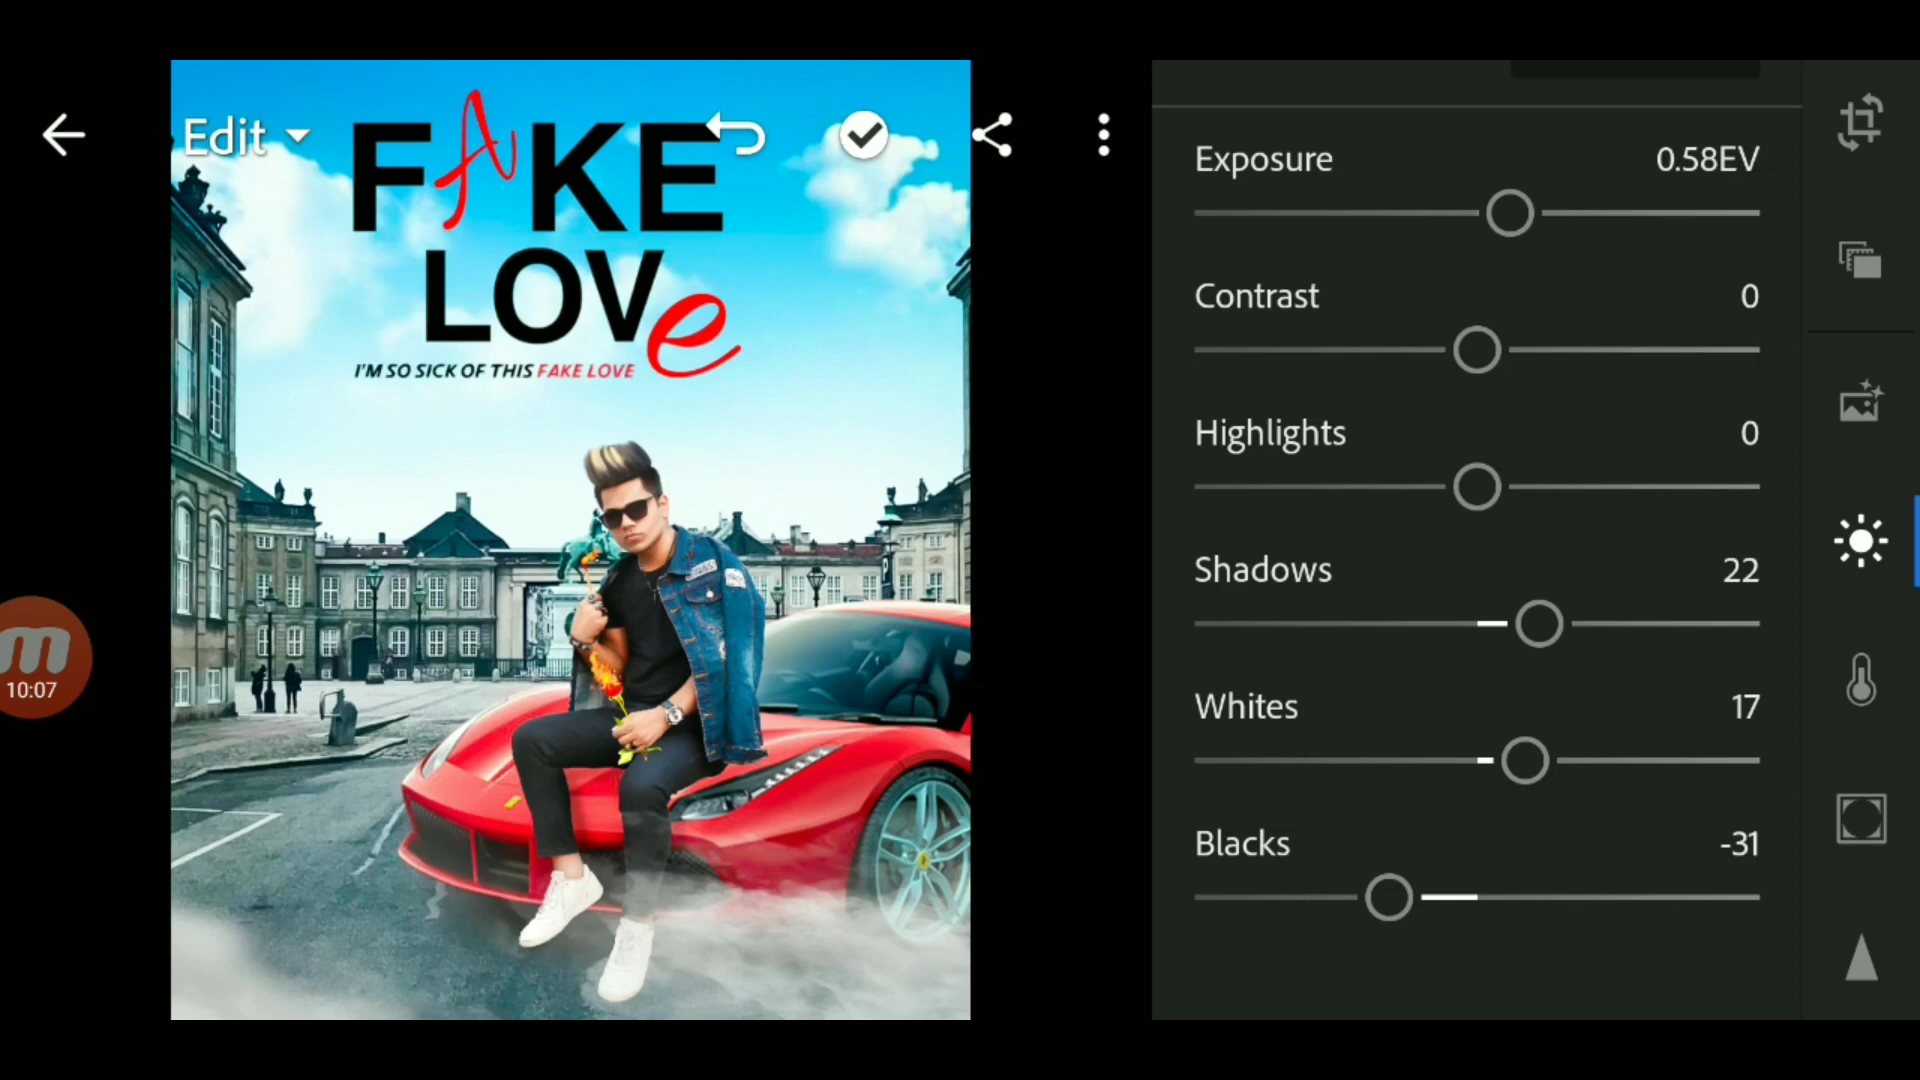 Edit
FAKE
LOVe
I'M SO SICK OF THIS FAKE LOVE
10:07
Exposure 0.58EV
Contrast 0
Highlights 0
Shadows 22
Whites 17
Blacks -31